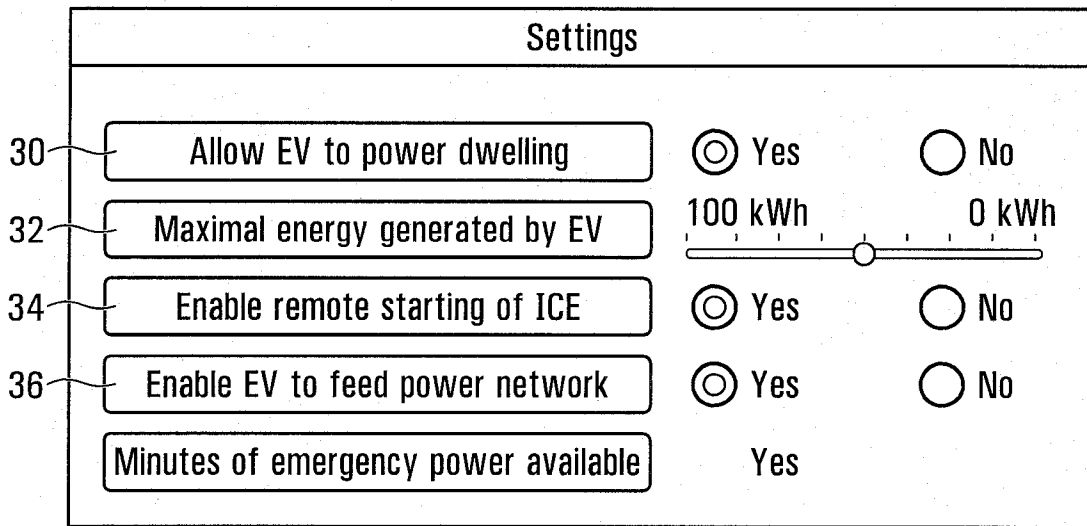 Settings
30 Allow EV to power dwelling Yes No
100 kWh 0 kWh
32 Maximal energy generated by EV
34 Enable remote starting of ICE Yes No
36 Enable EV to feed power network Yes No
Minutes of emergency power available Yes